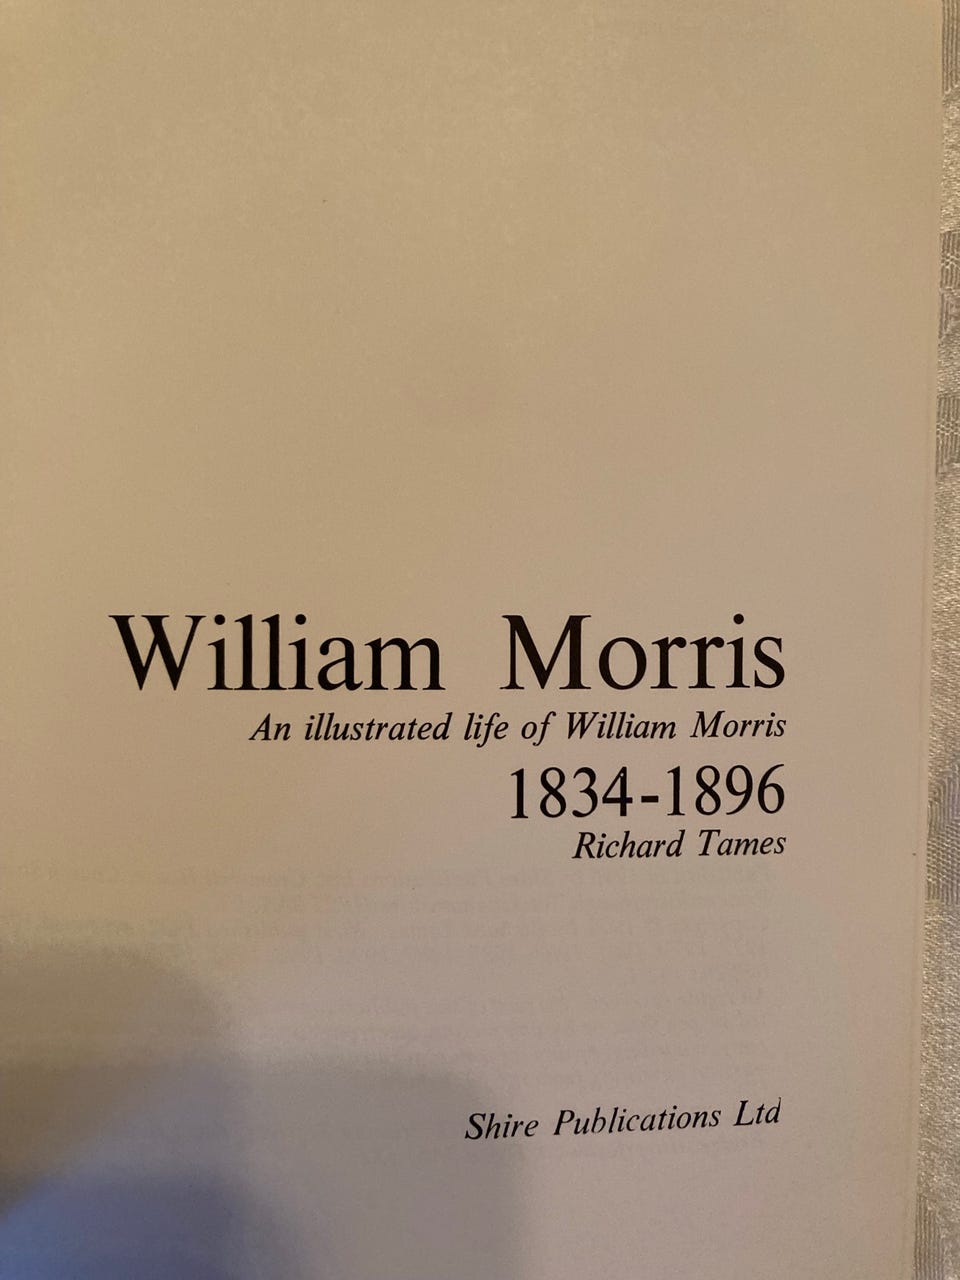 William Morris
An illustrated life of William Morris
1834-1896
Richard Tames
Shire Publications Ltd